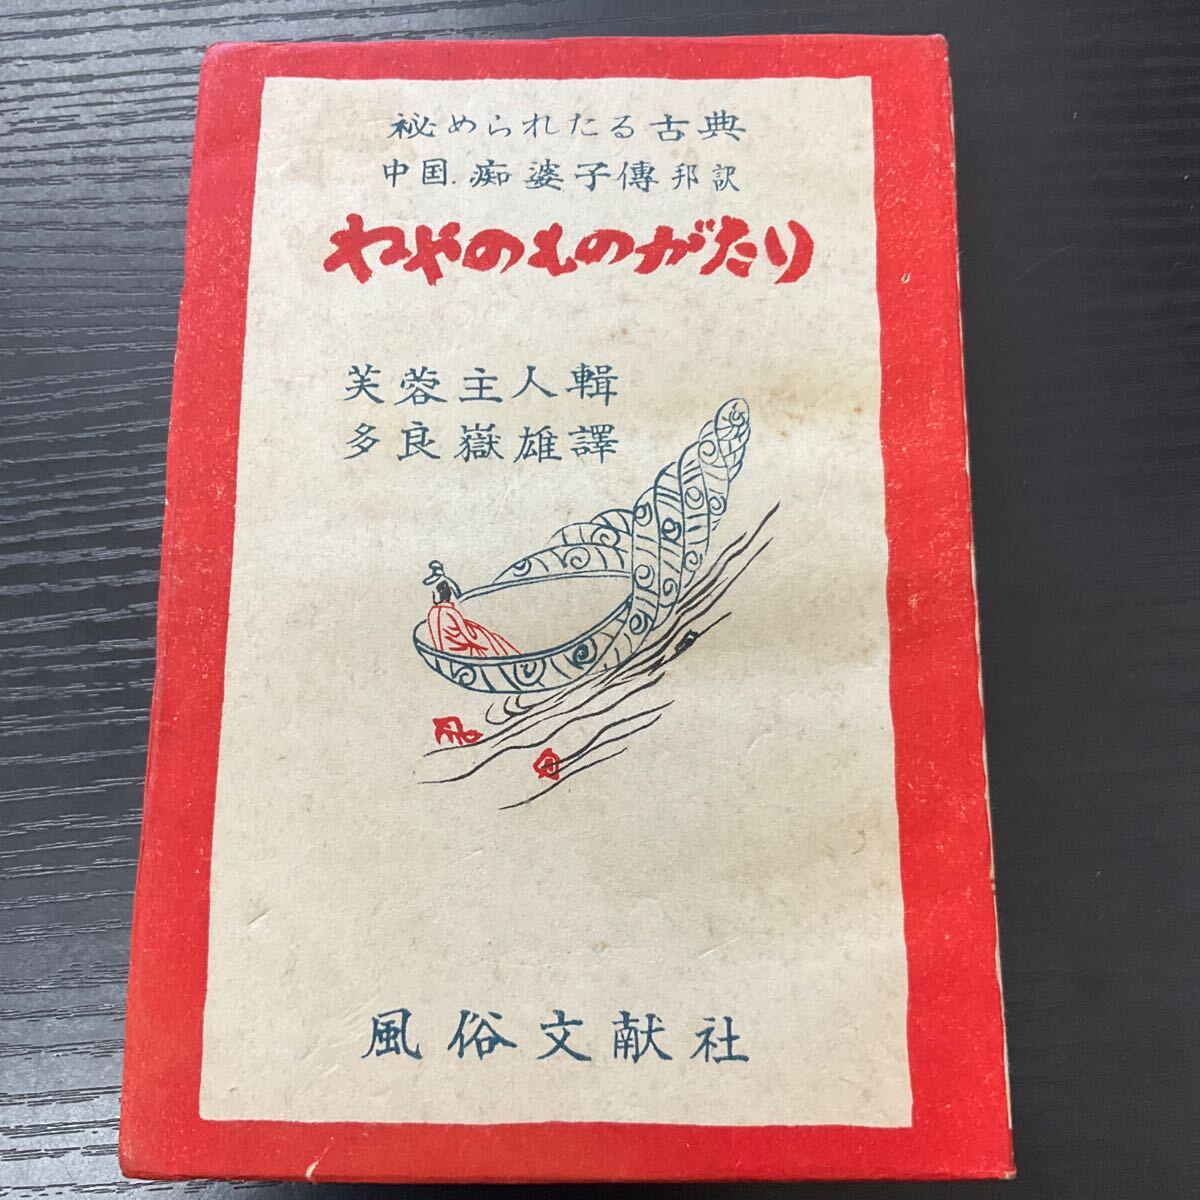 秘められたる古典
中国.痴婆子傳邦訳
ねやのものがたり
芙蓉主人輯
多良嶽雄譯
風俗文献社